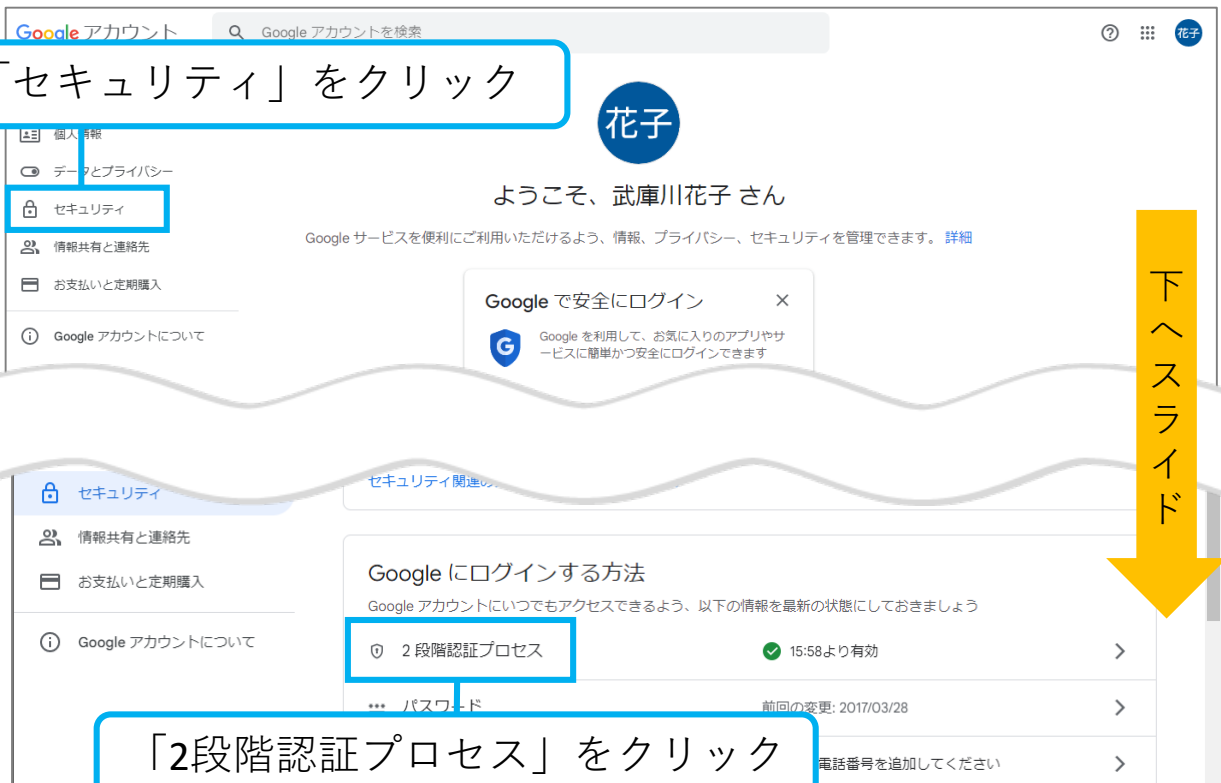 Google アカウント
Google アカウントを検索
花子
「セキュリティ」をクリック
花子
個人情報
データとプライバシー
セキュリティ
情報共有と連絡先
お支払いと定期購入
Google アカウントについて
ようこそ、武庫川花子 さん
Google サービスを便利にご利用いただけるよう、情報、プライバシー、セキュリティを管理できます。 詳細
Google で安全にログイン
Google を利用して、お気に入りのアプリやサ
ービスに簡単かつ安全にログインできます
下へスライド
セキュリティ
情報共有と連絡先
お支払いと定期購入
Google アカウントについて
セキュリティ関連の
Google にログインする方法
Google アカウントにいつでもアクセスできるよう、以下の情報を最新の状態にしておきましょう
2 段階認証プロセス
15:58より有効
パスワード
前回の変更: 2017/03/28
電話番号を追加してください
「2段階認証プロセス」をクリック